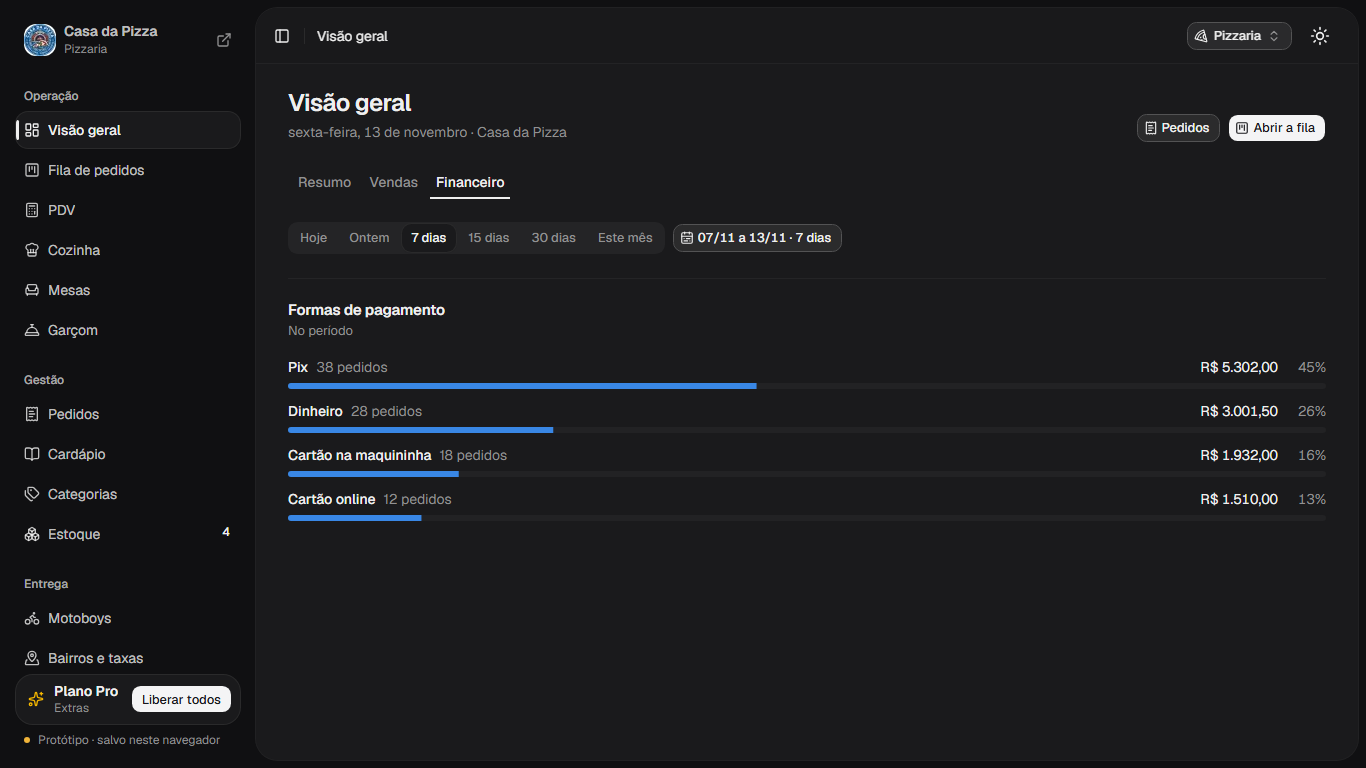 Casa da Pizza
Pizzaria
Operação
Visão geral
Fila de pedidos
PDV
Cozinha
Mesas
Garçom
Gestão
Pedidos
Cardápio
Categorias
Estoque 4
Entrega
Motoboys
Bairros e taxas
Plano Pro
Extras
Liberar todos
Protótipo · salvo neste navegador
Visão geral
Pizzaria
Visão geral
sexta-feira, 13 de novembro · Casa da Pizza
Pedidos
Abrir a fila
Resumo Vendas Financeiro
Hoje Ontem 7 dias 15 dias 30 dias Este mês 07/11 a 13/11 · 7 dias
Formas de pagamento
No período
Pix 38 pedidos R$ 5.302,00 45%
Dinheiro 28 pedidos R$ 3.001,50 26%
Cartão na maquininha 18 pedidos R$ 1.932,00 16%
Cartão online 12 pedidos R$ 1.510,00 13%